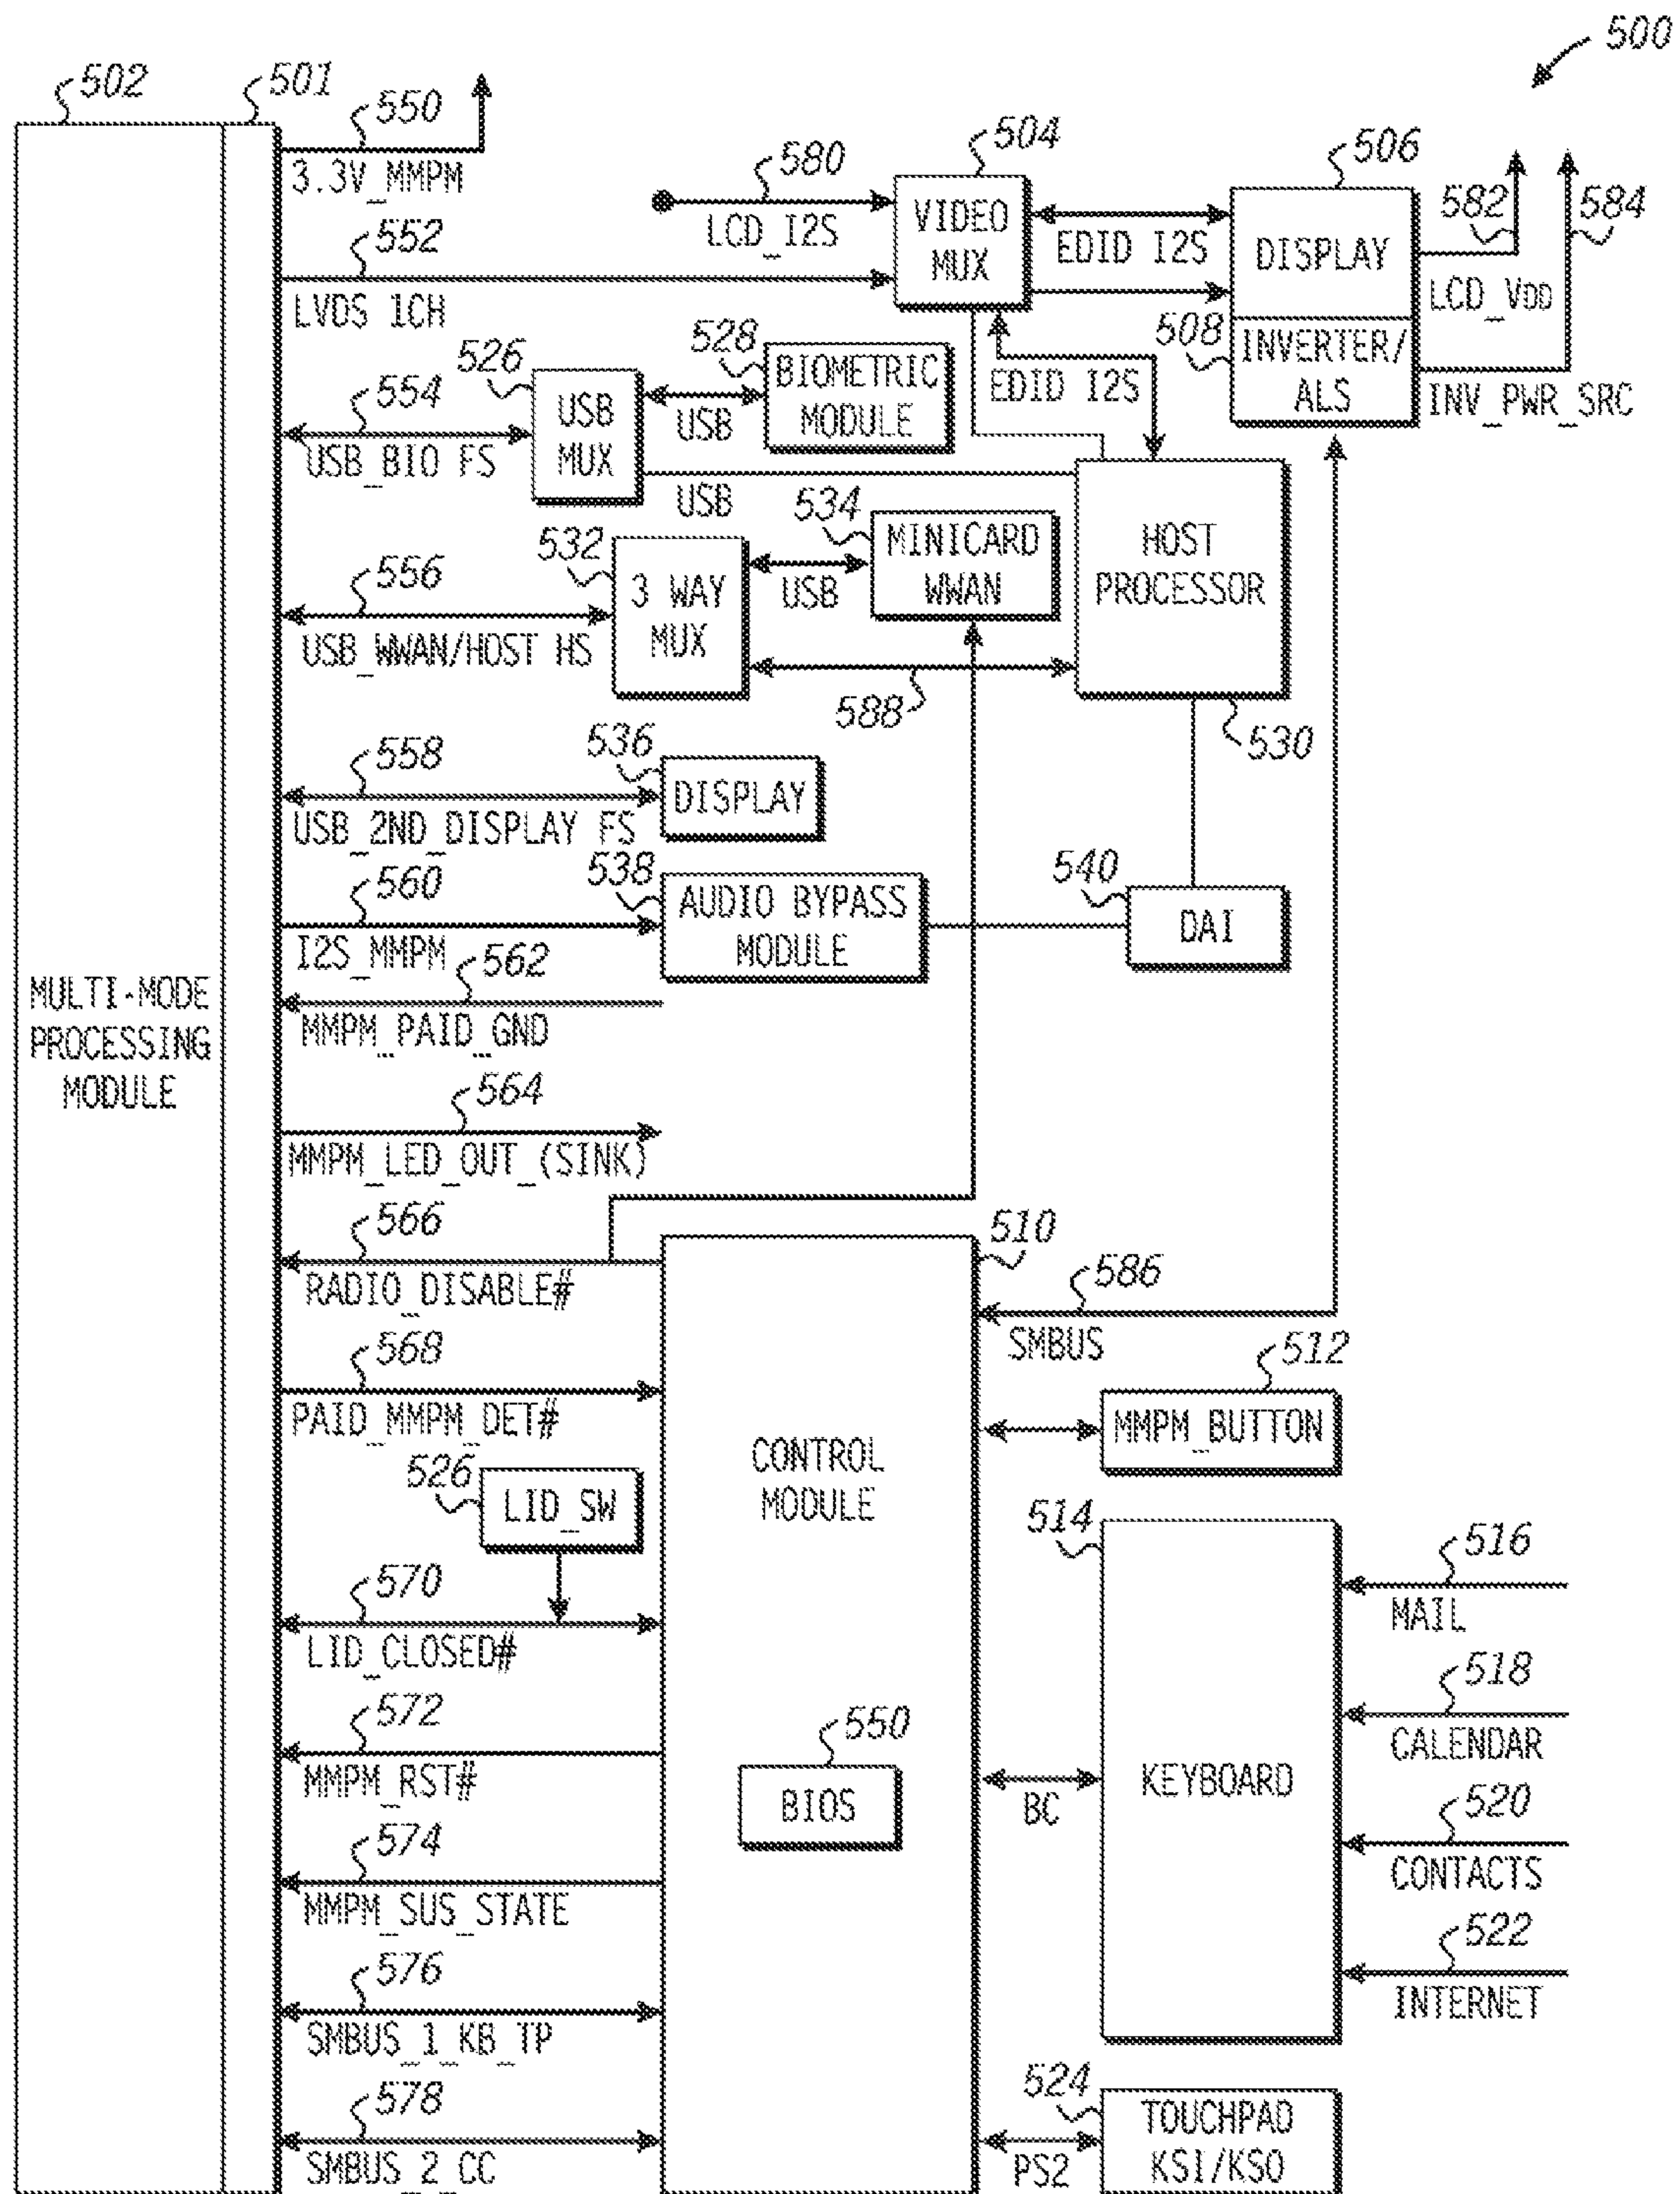 500
502
501
550
3.3V_MMPM
580
LCD_I2S
504
VIDEO
MUX
EDID I2S
506
DISPLAY
582
584
LCD_VDD
552
LVDS 1CH
508
INVERTER/
ALS
INV_PWR_SRC
EDID I2S
526
USB
MUX
528
BIOMETRIC
MODULE
USB
554
USB_BIO FS
USB
534
MINICARD
WWAN
HOST
PROCESSOR
532
3 WAY
MUX
USB
556
USB_WWAN/HOST HS
588
530
536
558
DISPLAY
USB_2ND_DISPLAY FS
538
560
AUDIO BYPASS
MODULE
540
DAI
I2S_MMPM
562
MMPM_PAID_GND
MULTI-MODE
PROCESSING
MODULE
564
MMPM_LED_OUT_(SINK)
566
RADIO_DISABLE#
510
586
SMBUS
568
PAID_MMPM_DET#
512
MMPM_BUTTON
CONTROL
MODULE
526
LID_SW
514
516
MAIL
570
LID_CLOSED#
518
CALENDAR
572
MMPM_RST#
550
BIOS
BC
KEYBOARD
520
CONTACTS
574
MMPM_SUS_STATE
522
INTERNET
576
SMBUS_1_KB_TP
524
TOUCHPAD
KSI/KSO
578
SMBUS_2_CC
PS2